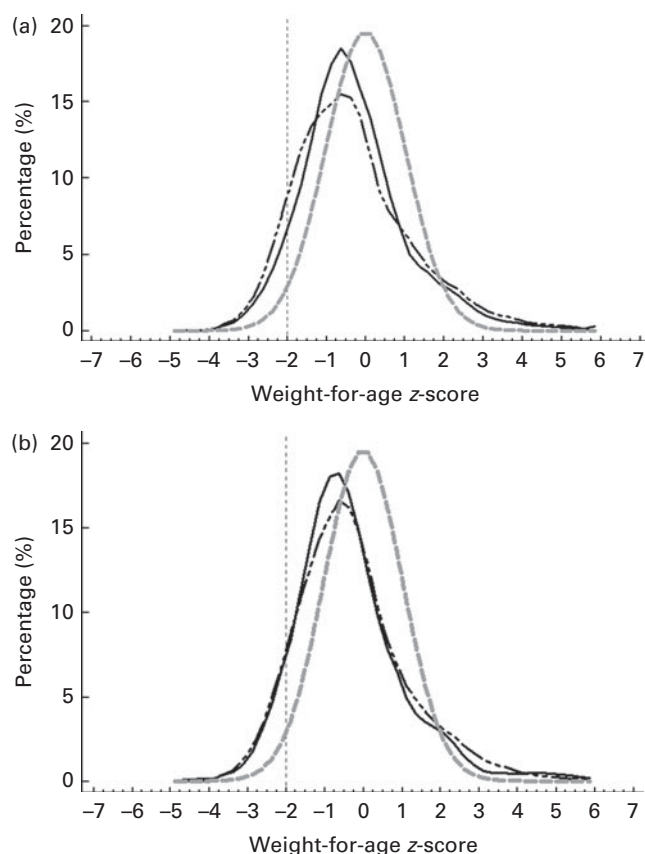 (a)
20
15
10
5
0
Percentage (%)
–7 –6 –5 –4 –3 –2 –1 0 1 2 3 4 5 6 7
Weight-for-age z-score
(b)
20
15
10
5
0
Percentage (%)
–7 –6 –5 –4 –3 –2 –1 0 1 2 3 4 5 6 7
Weight-for-age z-score